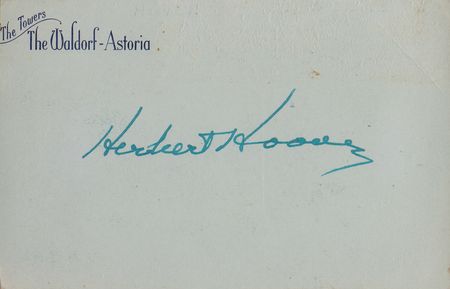 The Towers
The Waldorf-Astoria
Herbert Hoover